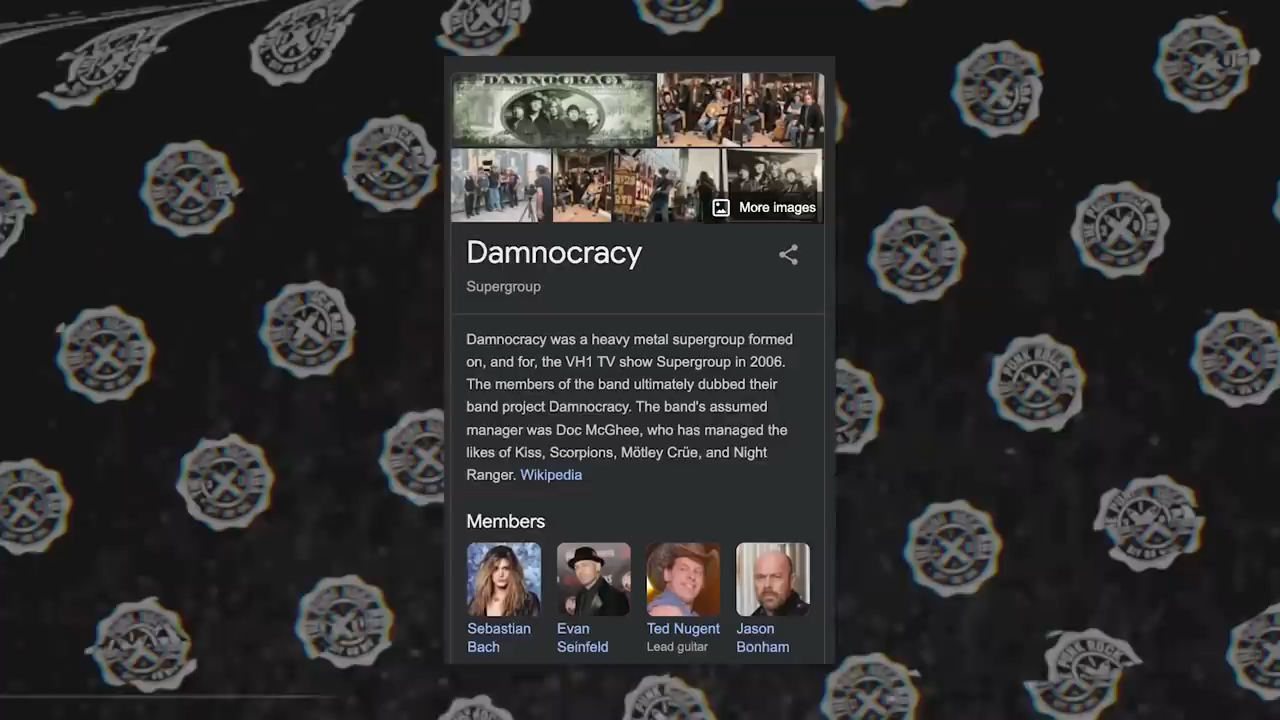 DAMNOCRACY
More images
Damnocracy
Supergroup
Damnocracy was a heavy metal supergroup formed
on, and for, the VH1 TV show Supergroup in 2006.
The members of the band ultimately dubbed their
band project Damnocracy. The band's assumed
manager was Doc McGhee, who has managed the
likes of Kiss, Scorpions, Mötley Crüe, and Night
Ranger. Wikipedia
Members
Sebastian
Bach
Evan
Seinfeld
Ted Nugent
Lead guitar
Jason
Bonham